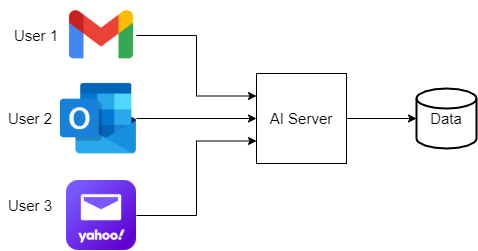 User 1
User 2
O
AI Server
Data
User 3
yahoo!